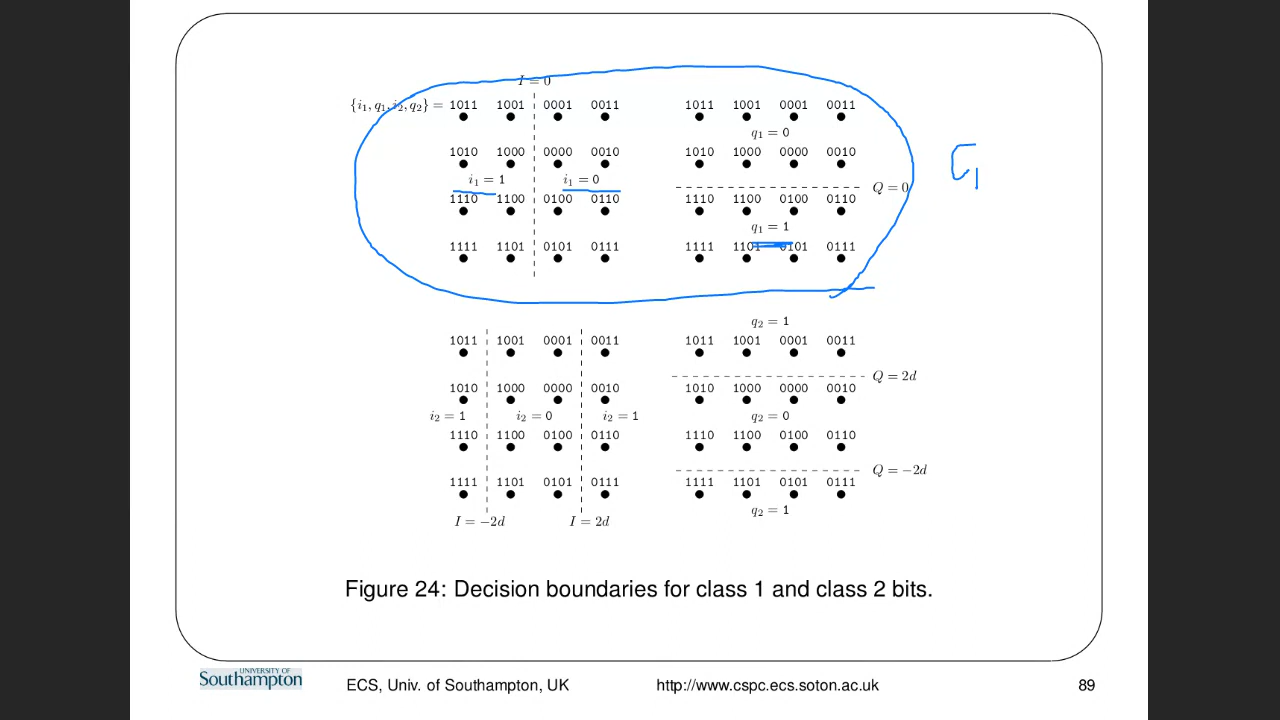 I = 0
{i₁, q₁, i₂, q₂} = 1011 1001 0001 0011
1010 1000 0000 0010
i₁ = 1 i₁ = 0
1110 1100 0100 0110
1111 1101 0101 0111
1011 1001 0001 0011
q₁ = 0
1010 1000 0000 0010
Q = 0
1110 1100 0100 0110
q₁ = 1
1111 1101 0101 0111
C₁
1011 1001 0001 0011
1010 1000 0000 0010
i₂ = 1 i₂ = 0 i₂ = 1
1110 1100 0100 0110
1111 1101 0101 0111
I = −2d I = 2d
q₂ = 1
1011 1001 0001 0011
Q = 2d
1010 1000 0000 0010
q₂ = 0
1110 1100 0100 0110
Q = −2d
1111 1101 0101 0111
q₂ = 1
Figure 24: Decision boundaries for class 1 and class 2 bits.
UNIVERSITY OF
Southampton
ECS, Univ. of Southampton, UK http://www.cspc.ecs.soton.ac.uk 89